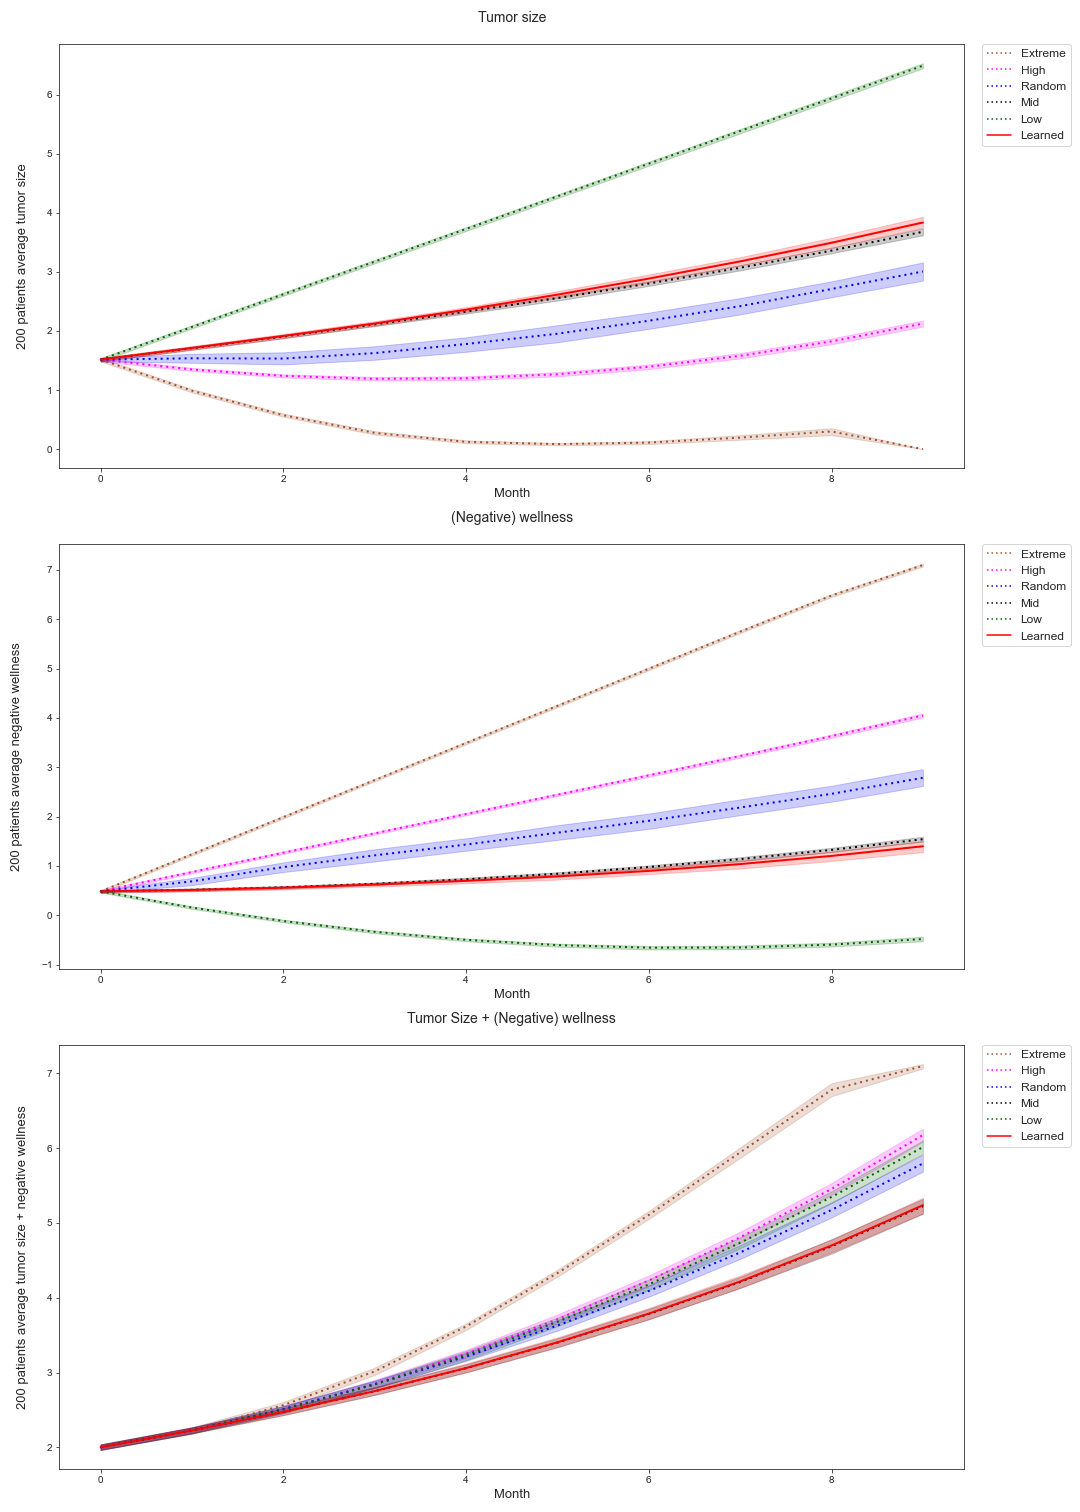 Tumor size
200 patients average tumor size
6
5
4
3
2
1
0
0 2 4 6 8
Month
Extreme
High
Random
Mid
Low
Learned
(Negative) wellness
200 patients average negative wellness
7
6
5
4
3
2
1
0
−1
0 2 4 6 8
Month
Extreme
High
Random
Mid
Low
Learned
Tumor Size + (Negative) wellness
200 patients average tumor size + negative wellness
7
6
5
4
3
2
0 2 4 6 8
Month
Extreme
High
Random
Mid
Low
Learned